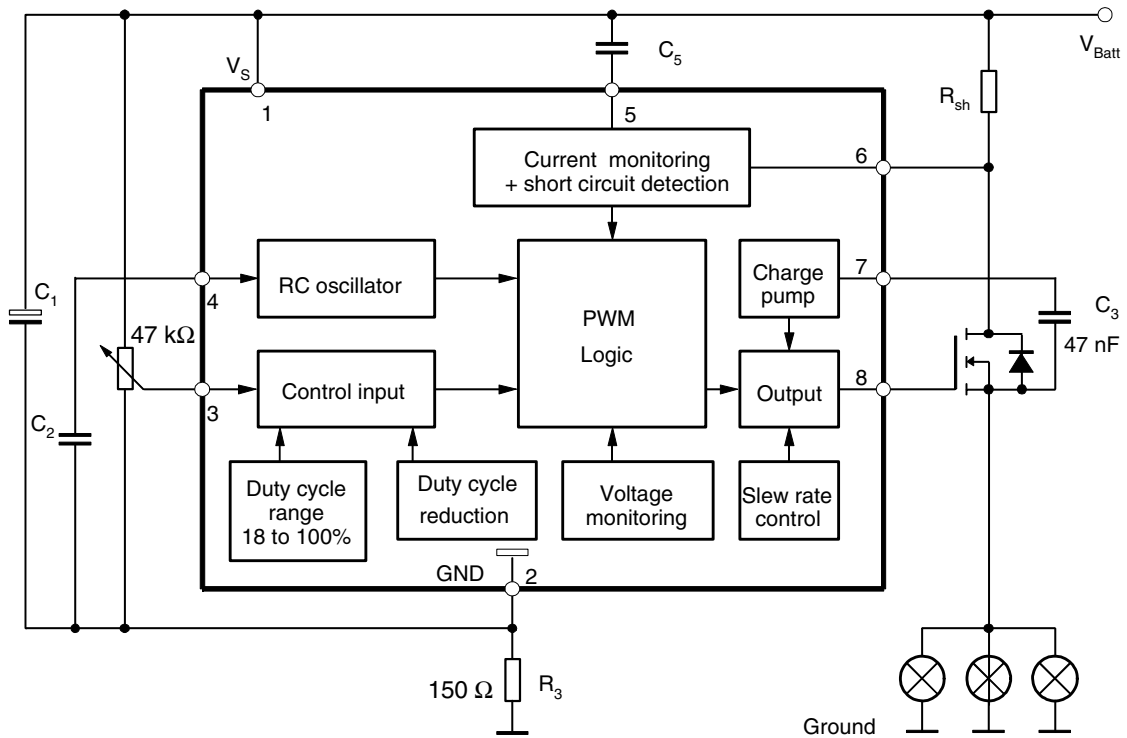 V_Batt
V_S
C_5
R_sh
1
5
Current monitoring
+ short circuit detection
6
C_1
4
RC oscillator
PWM
Logic
Charge
pump
7
C_3
47 nF
47 kΩ
3
Control input
Output
8
C_2
Duty cycle
range
18 to 100%
Duty cycle
reduction
Voltage
monitoring
Slew rate
control
GND
2
150 Ω
R_3
Ground